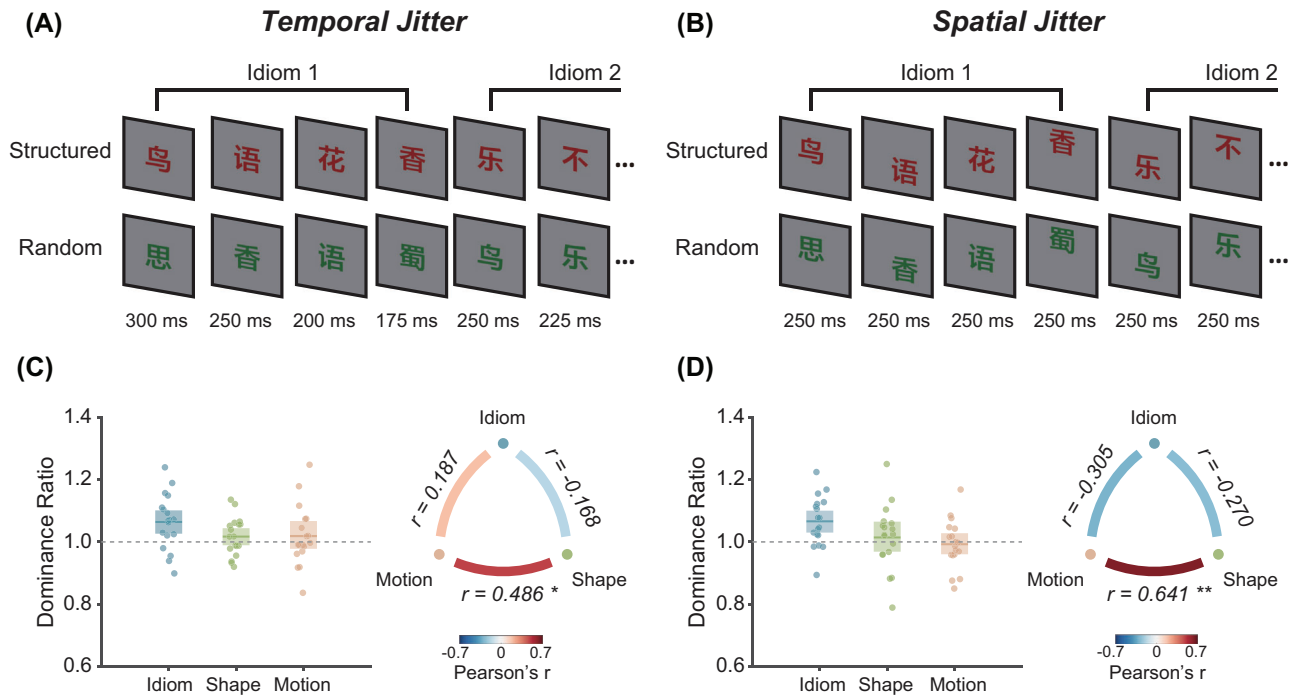 (A) Temporal Jitter
Idiom 1 Idiom 2
Structured 鸟 语 花 香 乐 不 ...
Random 思 香 语 蜀 鸟 乐 ...
300 ms 250 ms 200 ms 175 ms 250 ms 225 ms
(B) Spatial Jitter
Idiom 1 Idiom 2
Structured 鸟 语 花 香 乐 不 ...
Random 思 香 语 蜀 鸟 乐 ...
250 ms 250 ms 250 ms 250 ms 250 ms 250 ms
(C)
Dominance Ratio
1.4
1.2
1.0
0.8
0.6
Idiom Shape Motion
Idiom
r = 0.187 r = -0.168
Motion Shape
r = 0.486 *
-0.7 0 0.7
Pearson's r
(D)
Dominance Ratio
1.4
1.2
1.0
0.8
0.6
Idiom Shape Motion
Idiom
r = -0.305 r = -0.270
Motion Shape
r = 0.641 **
-0.7 0 0.7
Pearson's r